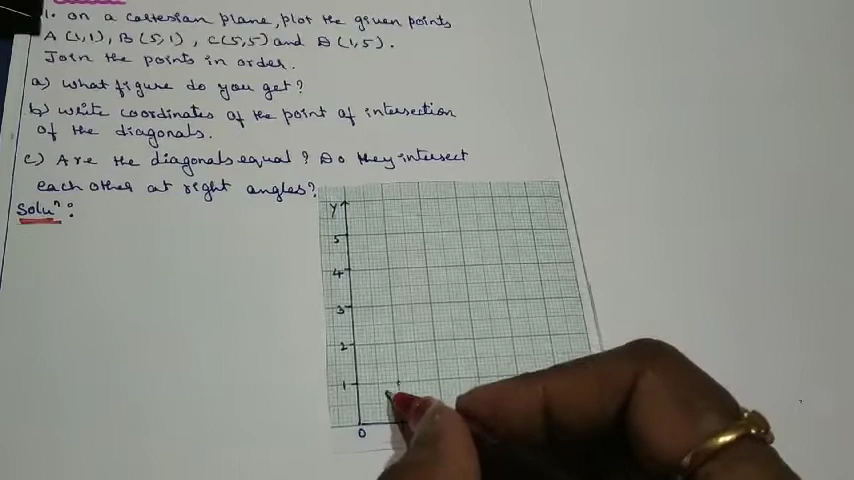 1. On a cartesian plane, plot the given points
A (1,1), B (5,1), C (5,5) and D (1,5).
Join the points in order.
a) What figure do you get?
b) Write coordinates of the point of intersection
of the diagonals.
c) Are the diagonals equal? Do they intersect
each other at right angles?
Soluⁿ:
Y
5
4
3
2
1
0